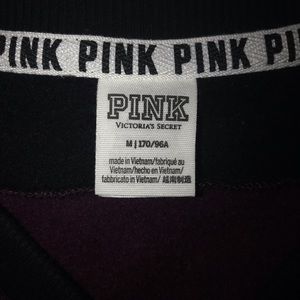 PINK PINK PINK PINK
PINK
VICTORIA'S SECRET
M | 170/96A
made in Vietnam/fabriqué au
Vietnam/hecho en Vietnam/
fabbricato in Vietnam/ 越南制造